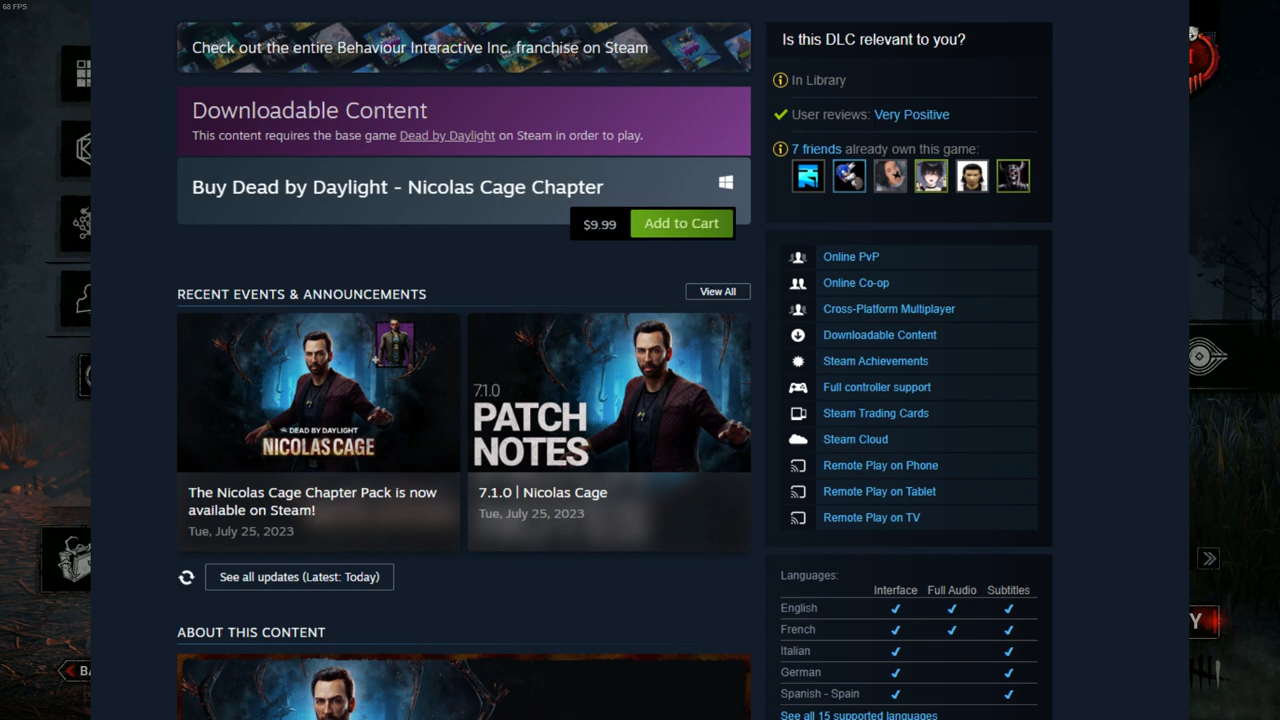 68 FPS
Check out the entire Behaviour Interactive Inc. franchise on Steam
Downloadable Content
This content requires the base game Dead by Daylight on Steam in order to play.
Buy Dead by Daylight - Nicolas Cage Chapter
$9.99
Add to Cart
RECENT EVENTS & ANNOUNCEMENTS
View All
DEAD BY DAYLIGHT
NICOLAS CAGE
The Nicolas Cage Chapter Pack is now
available on Steam!
Tue, July 25, 2023
7.1.0
PATCH
NOTES
7.1.0 | Nicolas Cage
Tue, July 25, 2023
See all updates (Latest: Today)
ABOUT THIS CONTENT
Is this DLC relevant to you?
In Library
User reviews: Very Positive
7 friends already own this game:
Online PvP
Online Co-op
Cross-Platform Multiplayer
Downloadable Content
Steam Achievements
Full controller support
Steam Trading Cards
Steam Cloud
Remote Play on Phone
Remote Play on Tablet
Remote Play on TV
Languages:
Interface Full Audio Subtitles
English ✔ ✔ ✔
French ✔ ✔ ✔
Italian ✔ ✔
German ✔ ✔
Spanish - Spain ✔ ✔
See all 15 supported languages
BA
Y